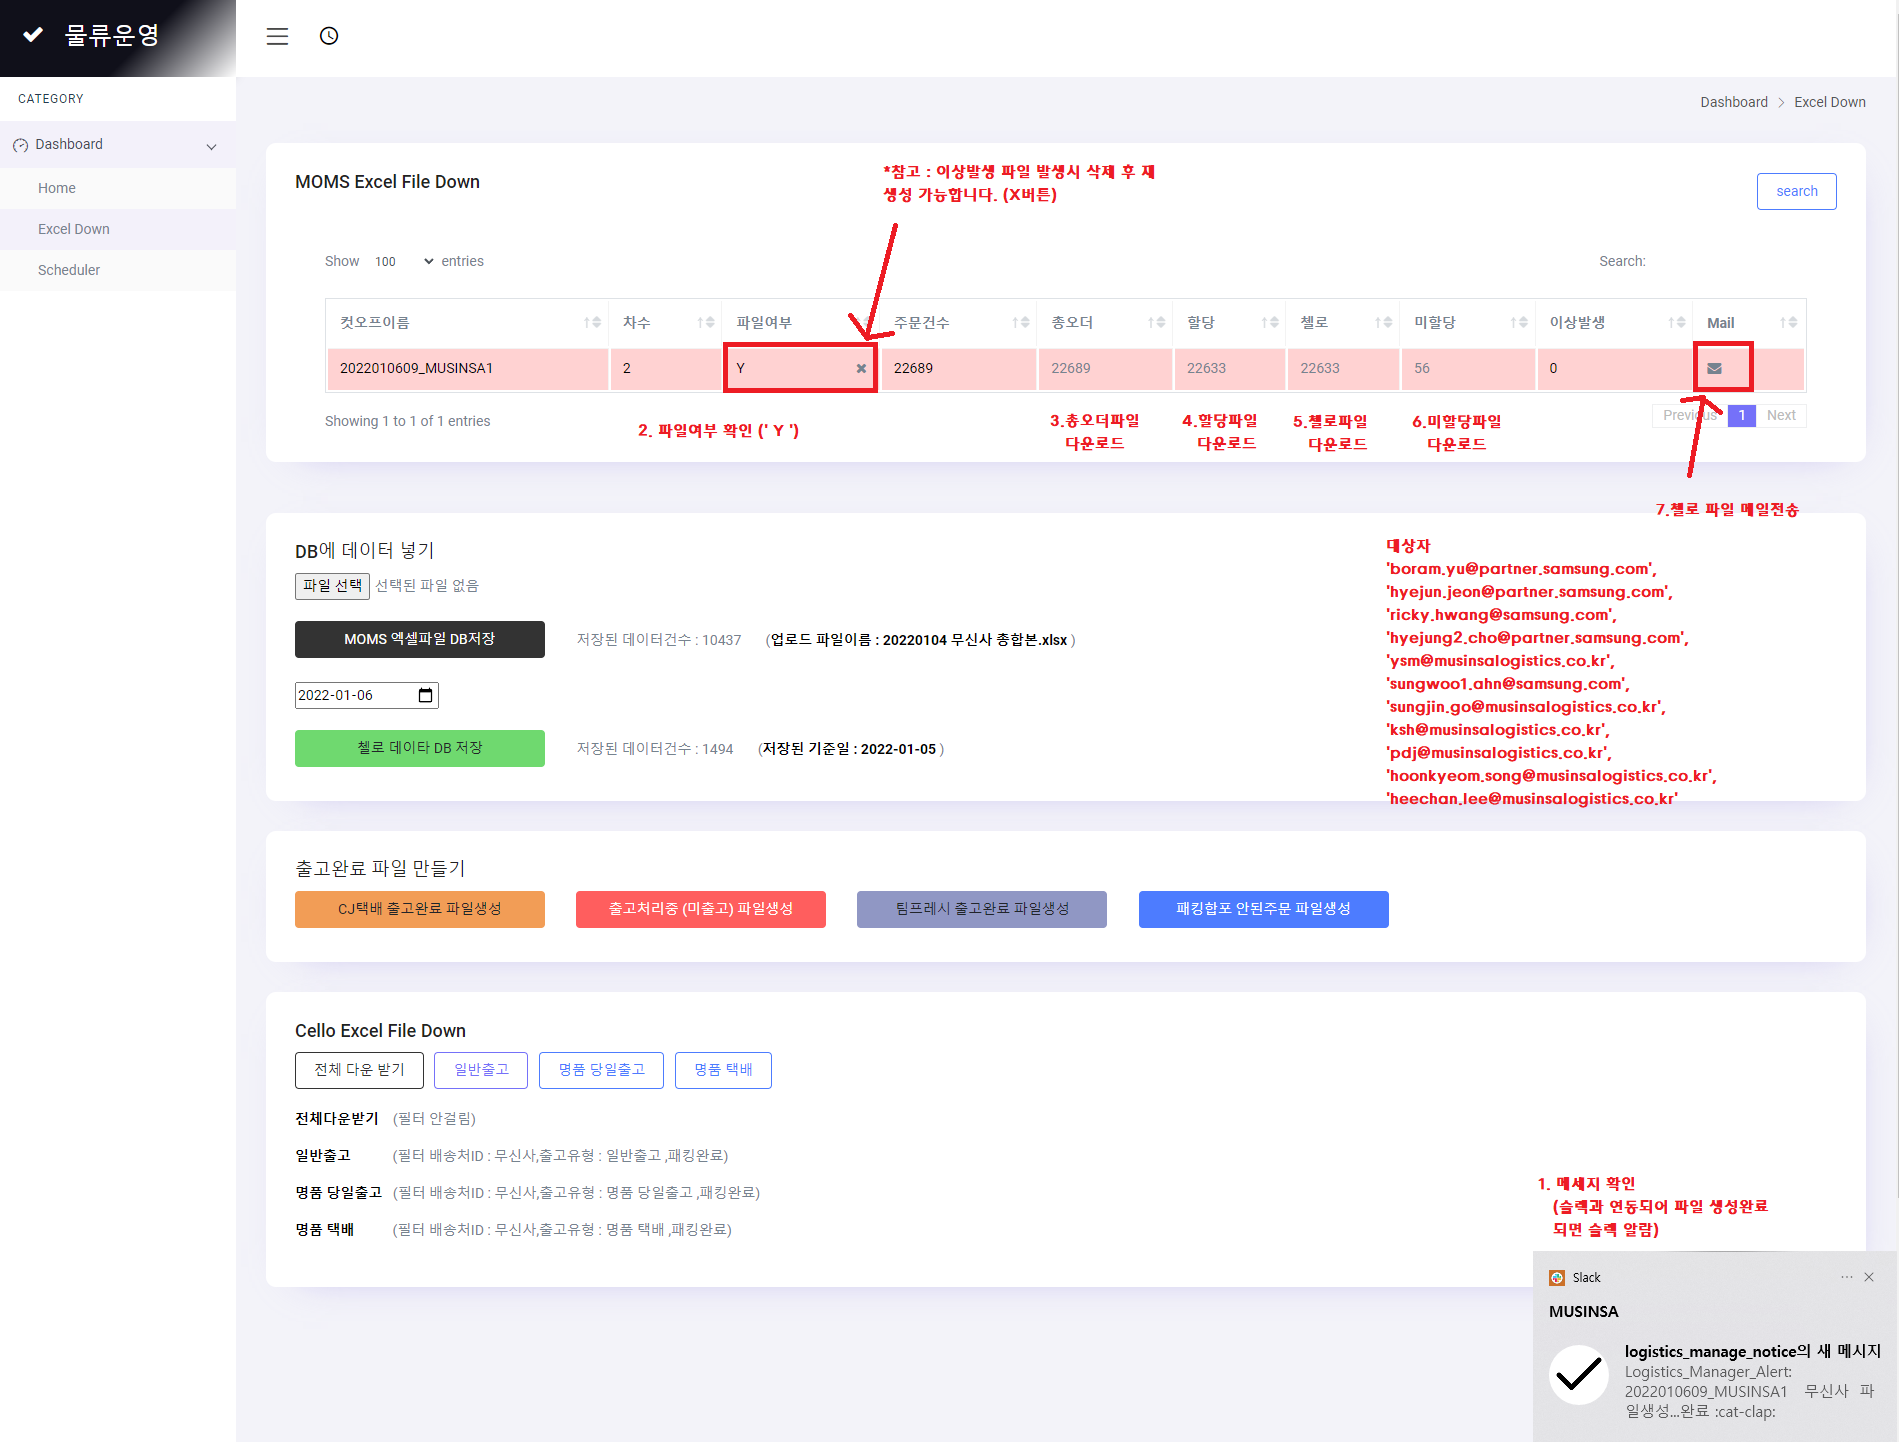 물류운영
CATEGORY
Dashboard
Home
Excel Down
Scheduler
Dashboard > Excel Down
MOMS Excel File Down
*참고 : 이상발생 파일 발생시 삭제 후 재
생성 가능합니다. (X버튼)
search
Show 100 entries
Search:
컷오프이름 차수 파일여부 주문건수 총오더 할당 첼로 미할당 이상발생 Mail
2022010609_MUSINSA1 2 Y 22689 22689 22633 22633 56 0
Showing 1 to 1 of 1 entries
Previous 1 Next
2. 파일여부 확인 (' Y ')
3.총오더파일
다운로드
4.할당파일
다운로드
5.첼로파일
다운로드
6.미할당파일
다운로드
7.첼로 파일 메일전송
DB에 데이터 넣기
파일 선택 선택된 파일 없음
MOMS 엑셀파일 DB저장 저장된 데이터건수 : 10437 (업로드 파일이름 : 20220104 무신사 종합본.xlsx )
2022-01-06
첼로 데이타 DB 저장 저장된 데이터건수 : 1494 (저장된 기준일 : 2022-01-05 )
대상자
'boram.yu@partner.samsung.com',
'hyejun.jeon@partner.samsung.com',
'ricky.hwang@samsung.com',
'hyejung2.cho@partner.samsung.com',
'ysm@musinsalogistics.co.kr',
'sungwoo1.ahn@samsung.com',
'sungjin.go@musinsalogistics.co.kr',
'ksh@musinsalogistics.co.kr',
'pdj@musinsalogistics.co.kr',
'hoonkyeom.song@musinsalogistics.co.kr',
'heechan.lee@musinsalogistics.co.kr'
출고완료 파일 만들기
CJ택배 출고완료 파일생성 출고처리중 (미출고) 파일생성 팀프레시 출고완료 파일생성 패킹합포 안된주문 파일생성
Cello Excel File Down
전체 다운 받기 일반출고 명품 당일출고 명품 택배
전체다운받기 (필터 안걸림)
일반출고 (필터 배송처ID : 무신사,출고유형 : 일반출고 ,패킹완료)
명품 당일출고 (필터 배송처ID : 무신사,출고유형 : 명품 당일출고 ,패킹완료)
명품 택배 (필터 배송처ID : 무신사,출고유형 : 명품 택배 ,패킹완료)
1. 메세지 확인
(슬랙과 연동되어 파일 생성완료
되면 슬랙 알람)
Slack
MUSINSA
logistics_manage_notice의 새 메시지
Logistics_Manager_Alert:
2022010609_MUSINSA1 무신사 파
일생성...완료 :cat-clap: